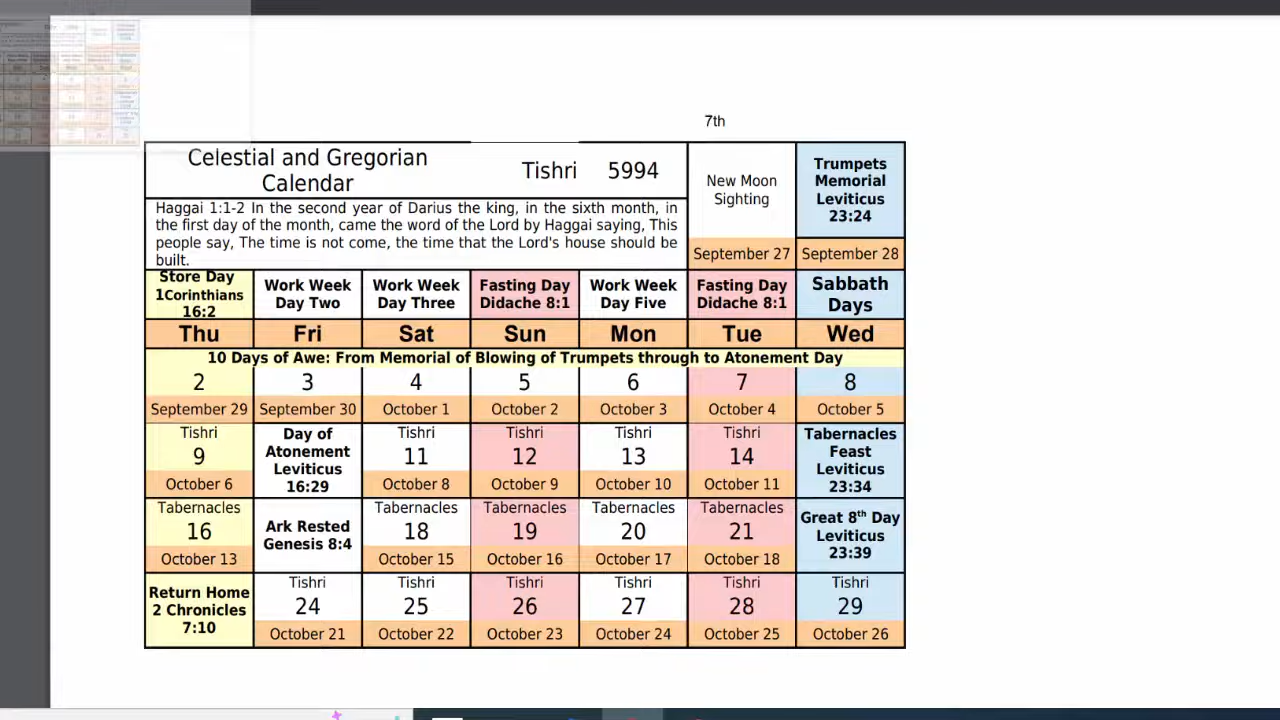 7th
Celestial and Gregorian
Calendar
Tishri 5994
New Moon
Sighting
Trumpets
Memorial
Leviticus
23:24
Haggai 1:1-2 In the second year of Darius the king, in the sixth month, in
the first day of the month, came the word of the Lord by Haggai saying, This
people say, The time is not come, the time that the Lord's house should be
built.
September 27 September 28
Store Day
1Corinthians
16:2
Work Week
Day Two
Work Week
Day Three
Fasting Day
Didache 8:1
Work Week
Day Five
Fasting Day
Didache 8:1
Sabbath
Days
Thu Fri Sat Sun Mon Tue Wed
10 Days of Awe: From Memorial of Blowing of Trumpets through to Atonement Day
2 3 4 5 6 7 8
September 29 September 30 October 1 October 2 October 3 October 4 October 5
Tishri
9
October 6
Day of
Atonement
Leviticus
16:29
Tishri
11
October 8
Tishri
12
October 9
Tishri
13
October 10
Tishri
14
October 11
Tabernacles
Feast
Leviticus
23:34
Tabernacles
16
October 13
Ark Rested
Genesis 8:4
Tabernacles
18
October 15
Tabernacles
19
October 16
Tabernacles
20
October 17
Tabernacles
21
October 18
Great 8th Day
Leviticus
23:39
Return Home
2 Chronicles
7:10
Tishri
24
October 21
Tishri
25
October 22
Tishri
26
October 23
Tishri
27
October 24
Tishri
28
October 25
Tishri
29
October 26